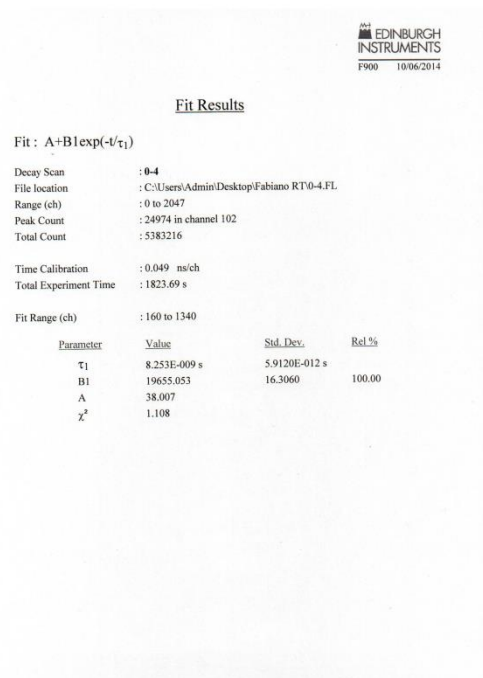 EDINBURGH
INSTRUMENTS
F900 10/06/2014
Fit Results
Fit : A+B1exp(-t/τ1)
Decay Scan : 0-4
File location : C:\Users\Admin\Desktop\Fabiano RT\0-4.FL
Range (ch) : 0 to 2047
Peak Count : 24974 in channel 102
Total Count : 5383216
Time Calibration : 0.049 ns/ch
Total Experiment Time : 1823.69 s
Fit Range (ch) : 160 to 1340
Parameter Value Std. Dev. Rel %
τ1 8.253E-009 s 5.9120E-012 s
B1 19655.053 16.3060 100.00
A 38.007
χ² 1.108